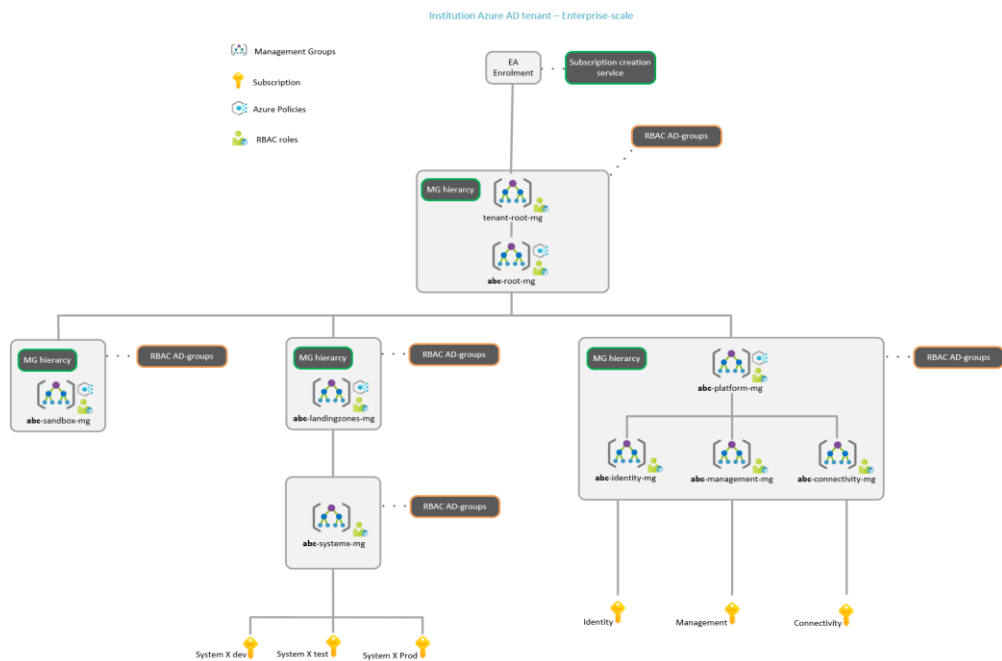 Institution Azure AD tenant – Enterprise-scale
Management Groups
Subscription
Azure Policies
RBAC roles
EA
Enrolment
Subscription creation
service
RBAC AD-groups
MG hierarcy
tenant-root-mg
abc-root-mg
MG hierarcy
RBAC AD-groups
abc-sandbox-mg
MG hierarcy
RBAC AD-groups
abc-landingzones-mg
MG hierarcy
RBAC AD-groups
abc-platform-mg
abc-identity-mg
abc-management-mg
abc-connectivity-mg
RBAC AD-groups
abc-systemx-mg
System X dev
System X test
System X Prod
Identity
Management
Connectivity